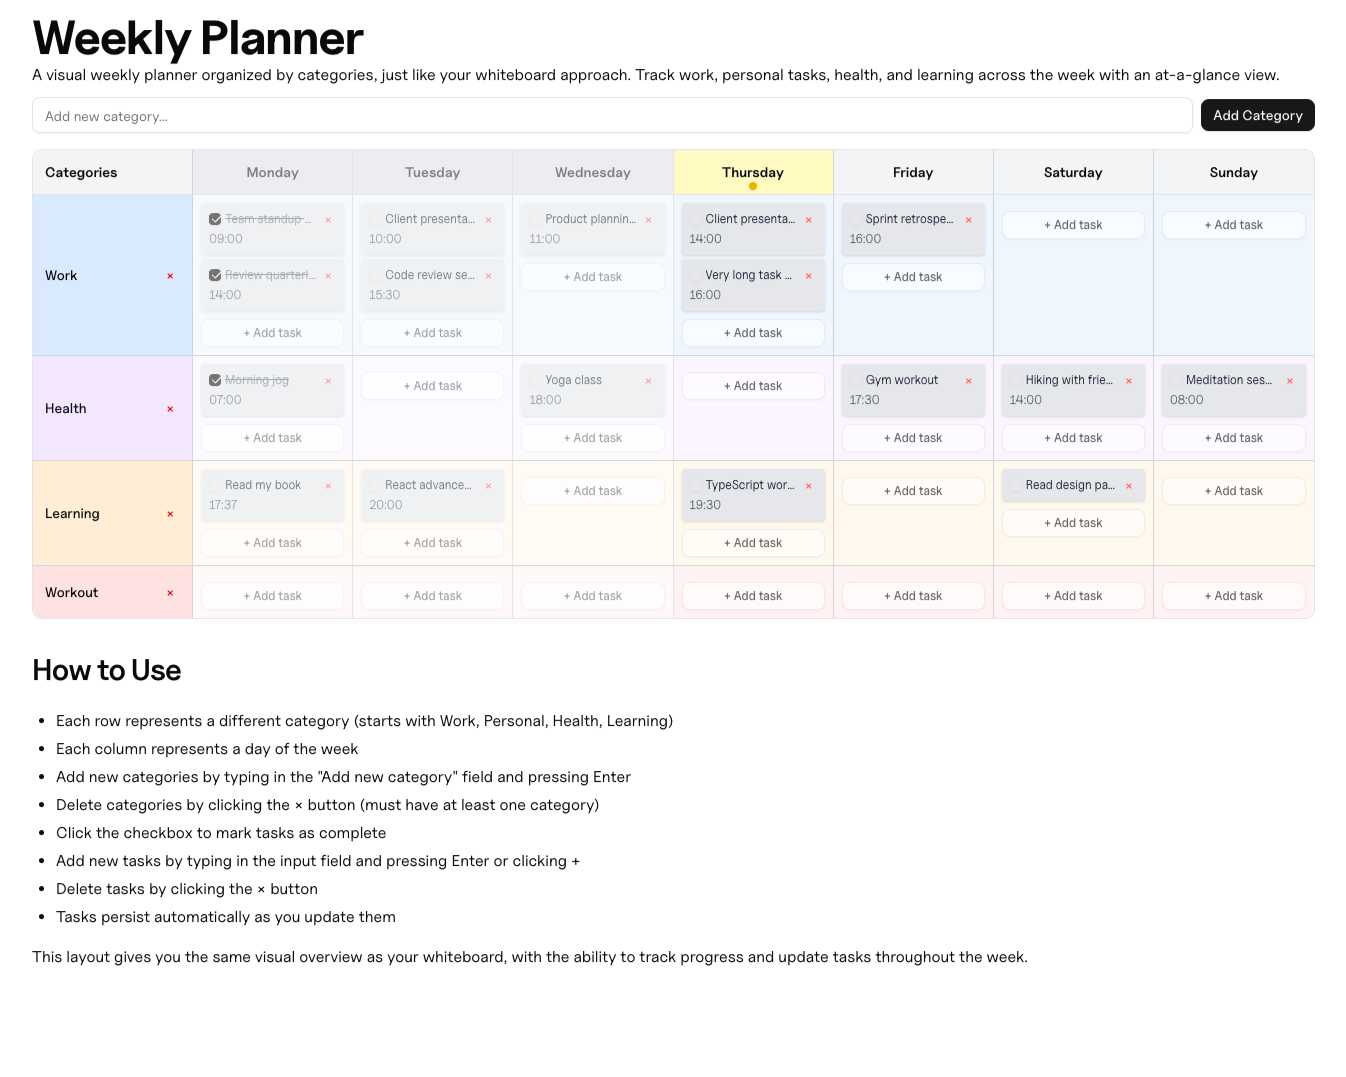 Weekly Planner
A visual weekly planner organized by categories, just like your whiteboard approach. Track work, personal tasks, health, and learning across the week with an at-a-glance view.
Add new category...
Add Category
Categories Monday Tuesday Wednesday Thursday Friday Saturday Sunday
Work ×
Team standup ... ×
09:00
Review quarteri... ×
14:00
+ Add task
Client presenta... ×
10:00
Code review se... ×
15:30
+ Add task
Product plannin... ×
11:00
+ Add task
Client presenta... ×
14:00
Very long task ... ×
16:00
+ Add task
Sprint retrospe... ×
16:00
+ Add task
+ Add task
+ Add task
Health ×
Morning jog ×
07:00
+ Add task
+ Add task
Yoga class ×
18:00
+ Add task
+ Add task
Gym workout ×
17:30
+ Add task
Hiking with frie... ×
14:00
+ Add task
Meditation ses... ×
08:00
+ Add task
Learning ×
Read my book ×
17:37
+ Add task
React advance... ×
20:00
+ Add task
+ Add task
TypeScript wor... ×
19:30
+ Add task
+ Add task
Read design pa... ×
+ Add task
+ Add task
Workout ×
+ Add task
+ Add task
+ Add task
+ Add task
+ Add task
+ Add task
+ Add task
How to Use
• Each row represents a different category (starts with Work, Personal, Health, Learning)
• Each column represents a day of the week
• Add new categories by typing in the "Add new category" field and pressing Enter
• Delete categories by clicking the × button (must have at least one category)
• Click the checkbox to mark tasks as complete
• Add new tasks by typing in the input field and pressing Enter or clicking +
• Delete tasks by clicking the × button
• Tasks persist automatically as you update them
This layout gives you the same visual overview as your whiteboard, with the ability to track progress and update tasks throughout the week.